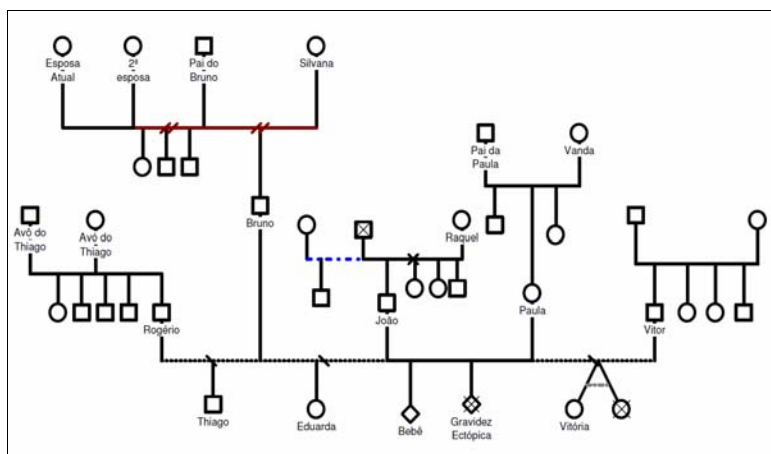 Esposa
Atual
2ª
esposa
Pai do
Bruno
Silvana
Pai da
Paula
Vanda
Avô do
Thiago
Avó do
Thiago
Bruno
Raquel
Rogério
João
Paula
Vitor
Thiago
Eduarda
Bebê
Gravidez
Ectópica
Vitória